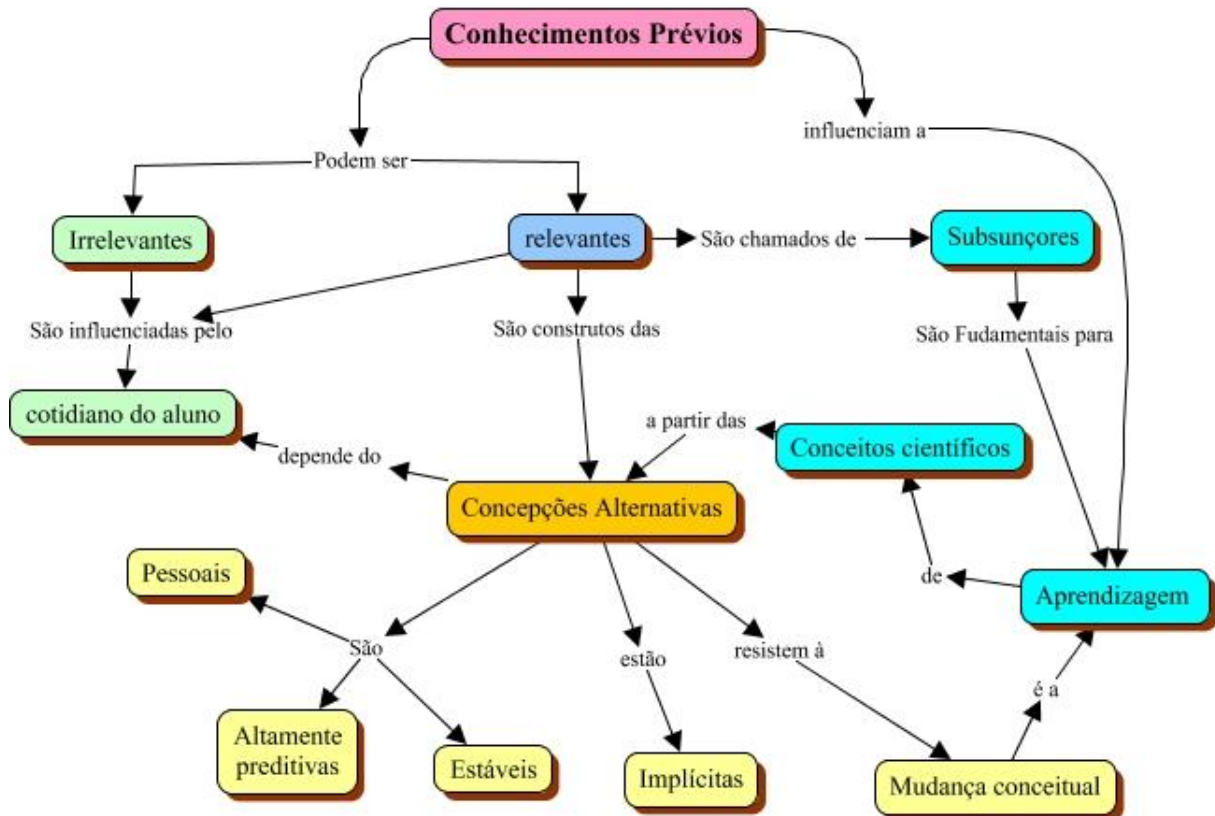 Conhecimentos Prévios
influenciam a
Podem ser
Irrelevantes
relevantes
São chamados de
Subsunçores
São influenciadas pelo
São construtos das
São Fudamentais para
cotidiano do aluno
a partir das
Conceitos científicos
depende do
Concepções Alternativas
Pessoais
de
Aprendizagem
São
estão
resistem à
é a
Altamente
preditivas
Estáveis
Implícitas
Mudança conceitual